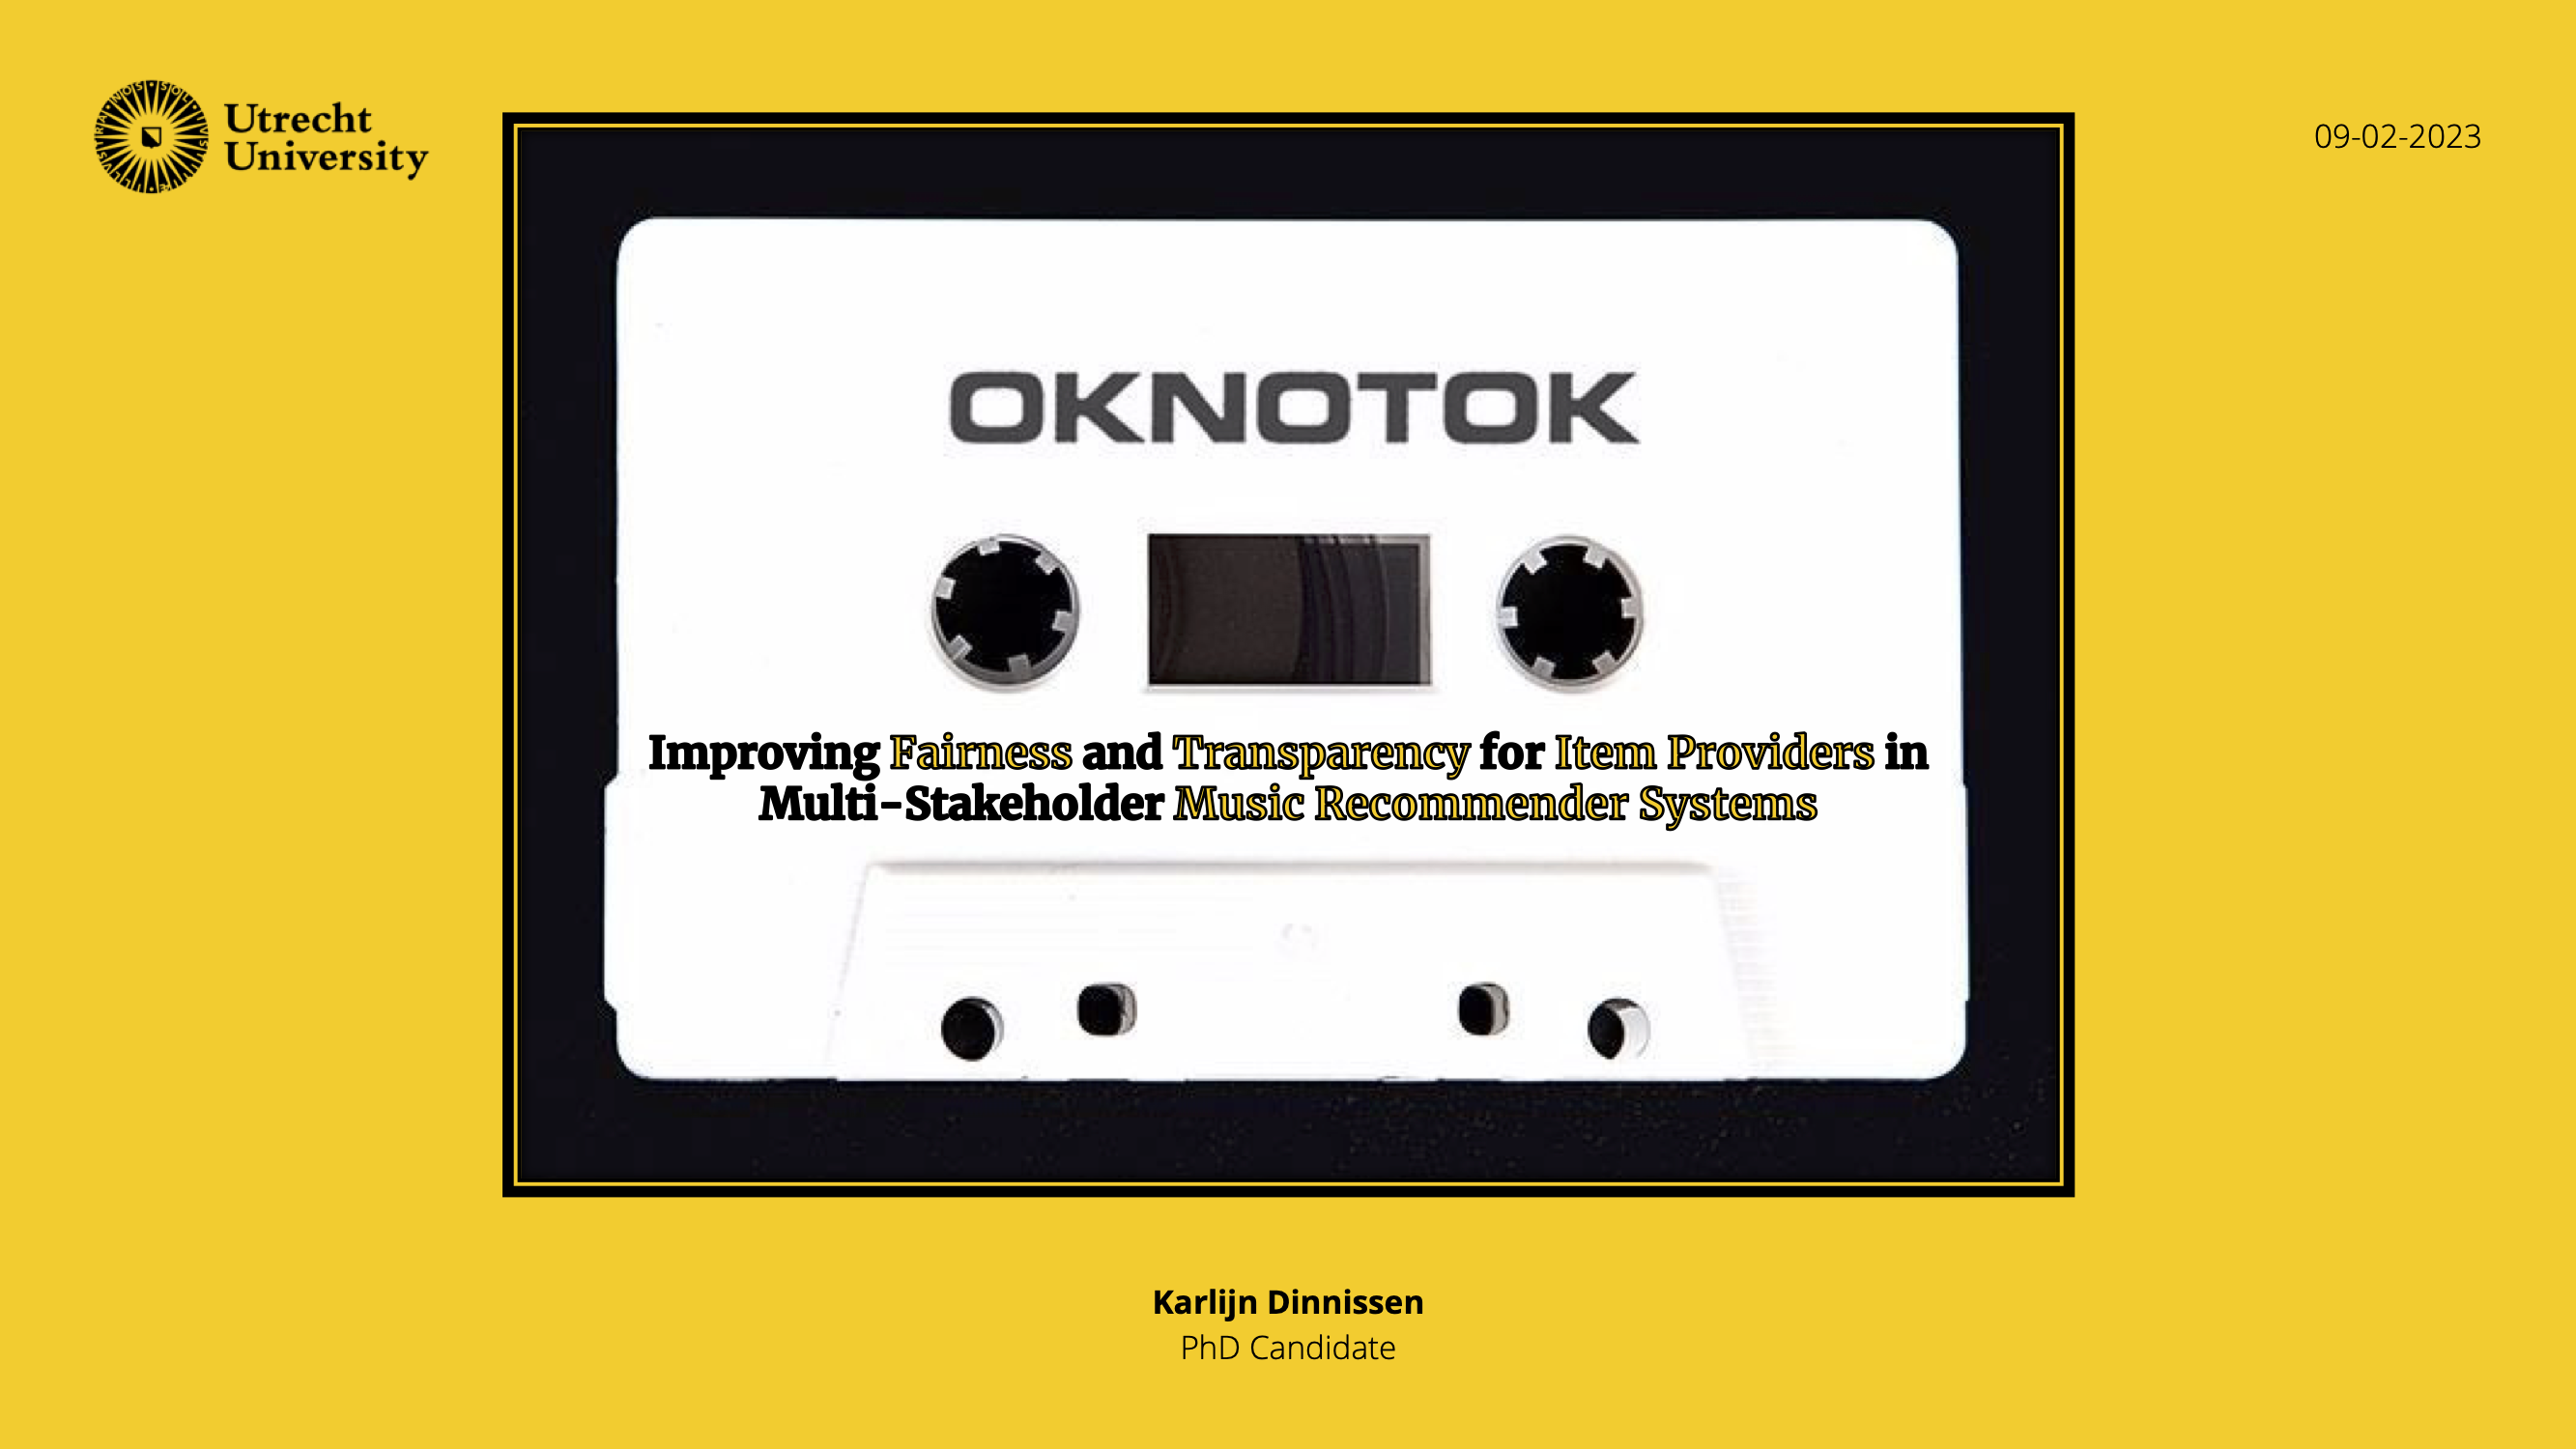 Utrecht
University
09-02-2023
OKNOTOK
Improving Fairness and Transparency for Item Providers in
Multi-Stakeholder Music Recommender Systems
Karlijn Dinnissen
PhD Candidate